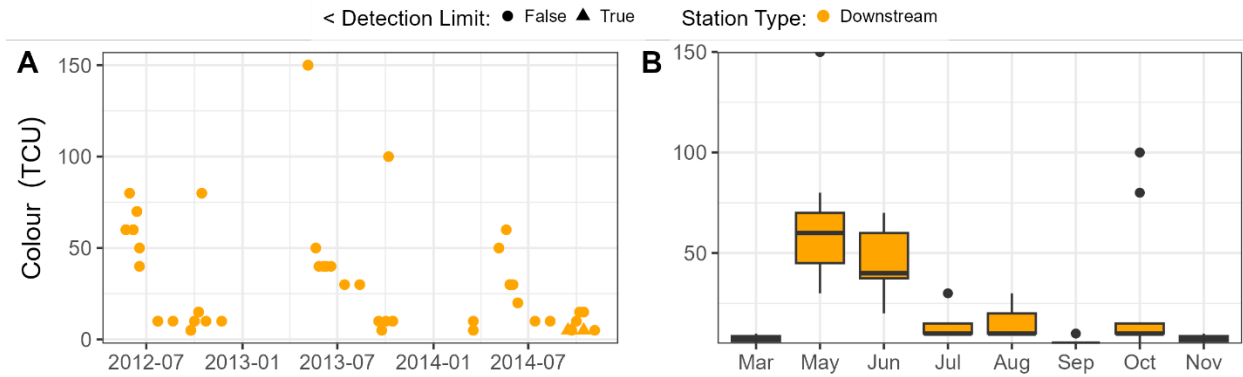 < Detection Limit: False True Station Type: Downstream
A
150
100
50
0
Colour (TCU)
2012-07 2013-01 2013-07 2014-01 2014-07
B
150
100
50
Mar May Jun Jul Aug Sep Oct Nov